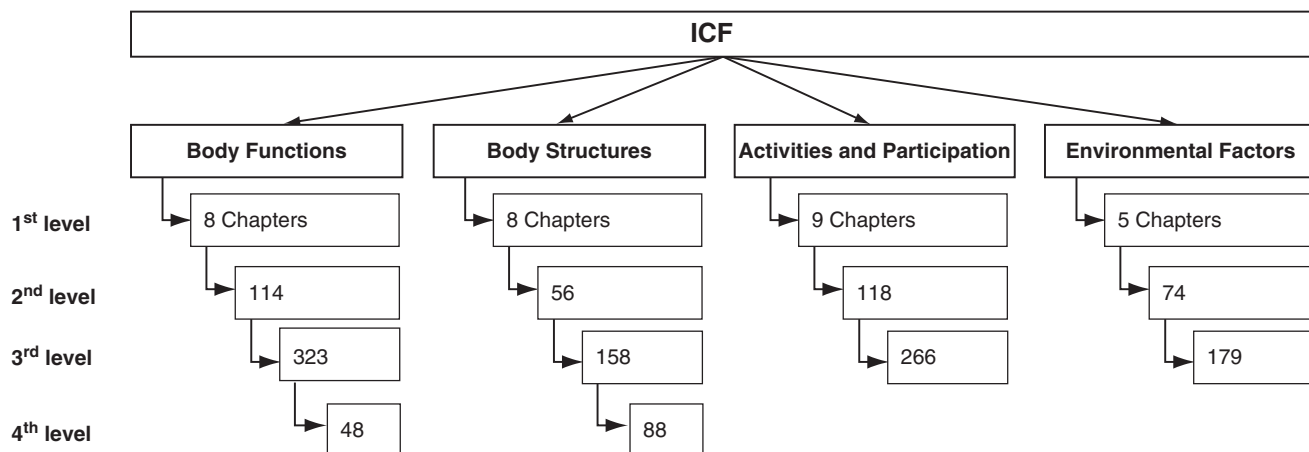 ICF
Body Functions
Body Structures
Activities and Participation
Environmental Factors
1st level
8 Chapters
8 Chapters
9 Chapters
5 Chapters
2nd level
114
56
118
74
3rd level
323
158
266
179
4th level
48
88